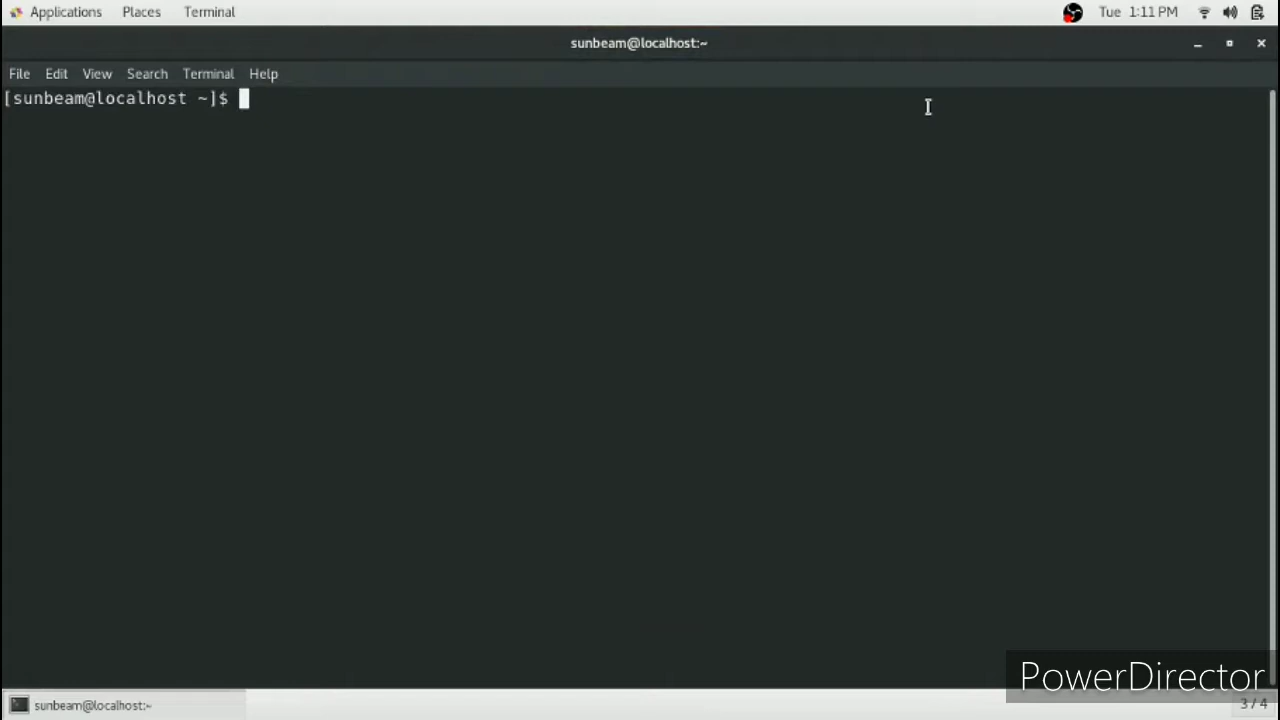 Applications Places Terminal Tue 1:11 PM
sunbeam@localhost:~
File Edit View Search Terminal Help
[sunbeam@localhost ~]$
PowerDirector
sunbeam@localhost:~ 3 / 4